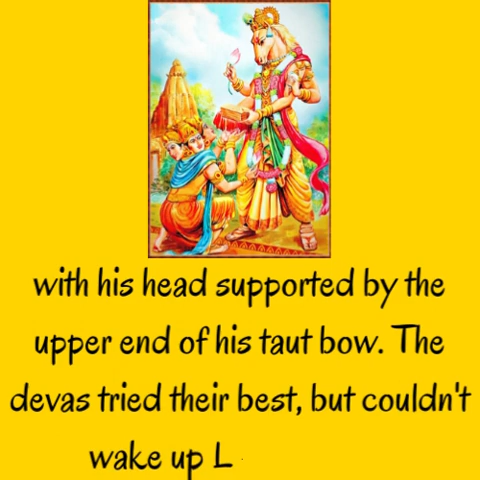 with his head supported by the
upper end of his taut bow. The
devas tried their best, but couldn't
wake up L